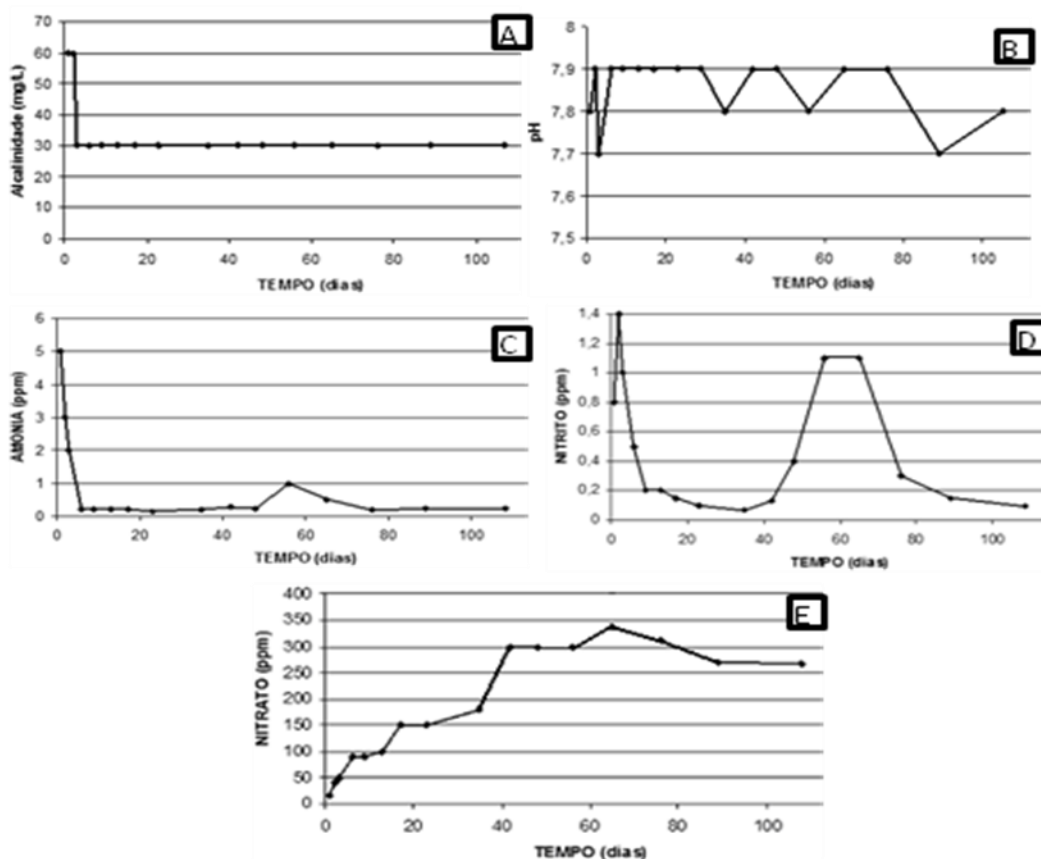 A
Alcalinidade (mg/L)
70
60
50
40
30
20
10
0
0 20 40 60 80 100
TEMPO (dias)
B
pH
8
7,9
7,8
7,7
7,6
7,5
0 20 40 60 80 100
TEMPO (dias)
C
AMONIA (ppm)
6
5
4
3
2
1
0
0 20 40 60 80 100
TEMPO (dias)
D
NITRITO (ppm)
1,4
1,2
1
0,8
0,6
0,4
0,2
0
0 20 40 60 80 100
TEMPO (dias)
E
NITRATO (ppm)
400
350
300
250
200
150
100
50
0
0 20 40 60 80 100
TEMPO (dias)